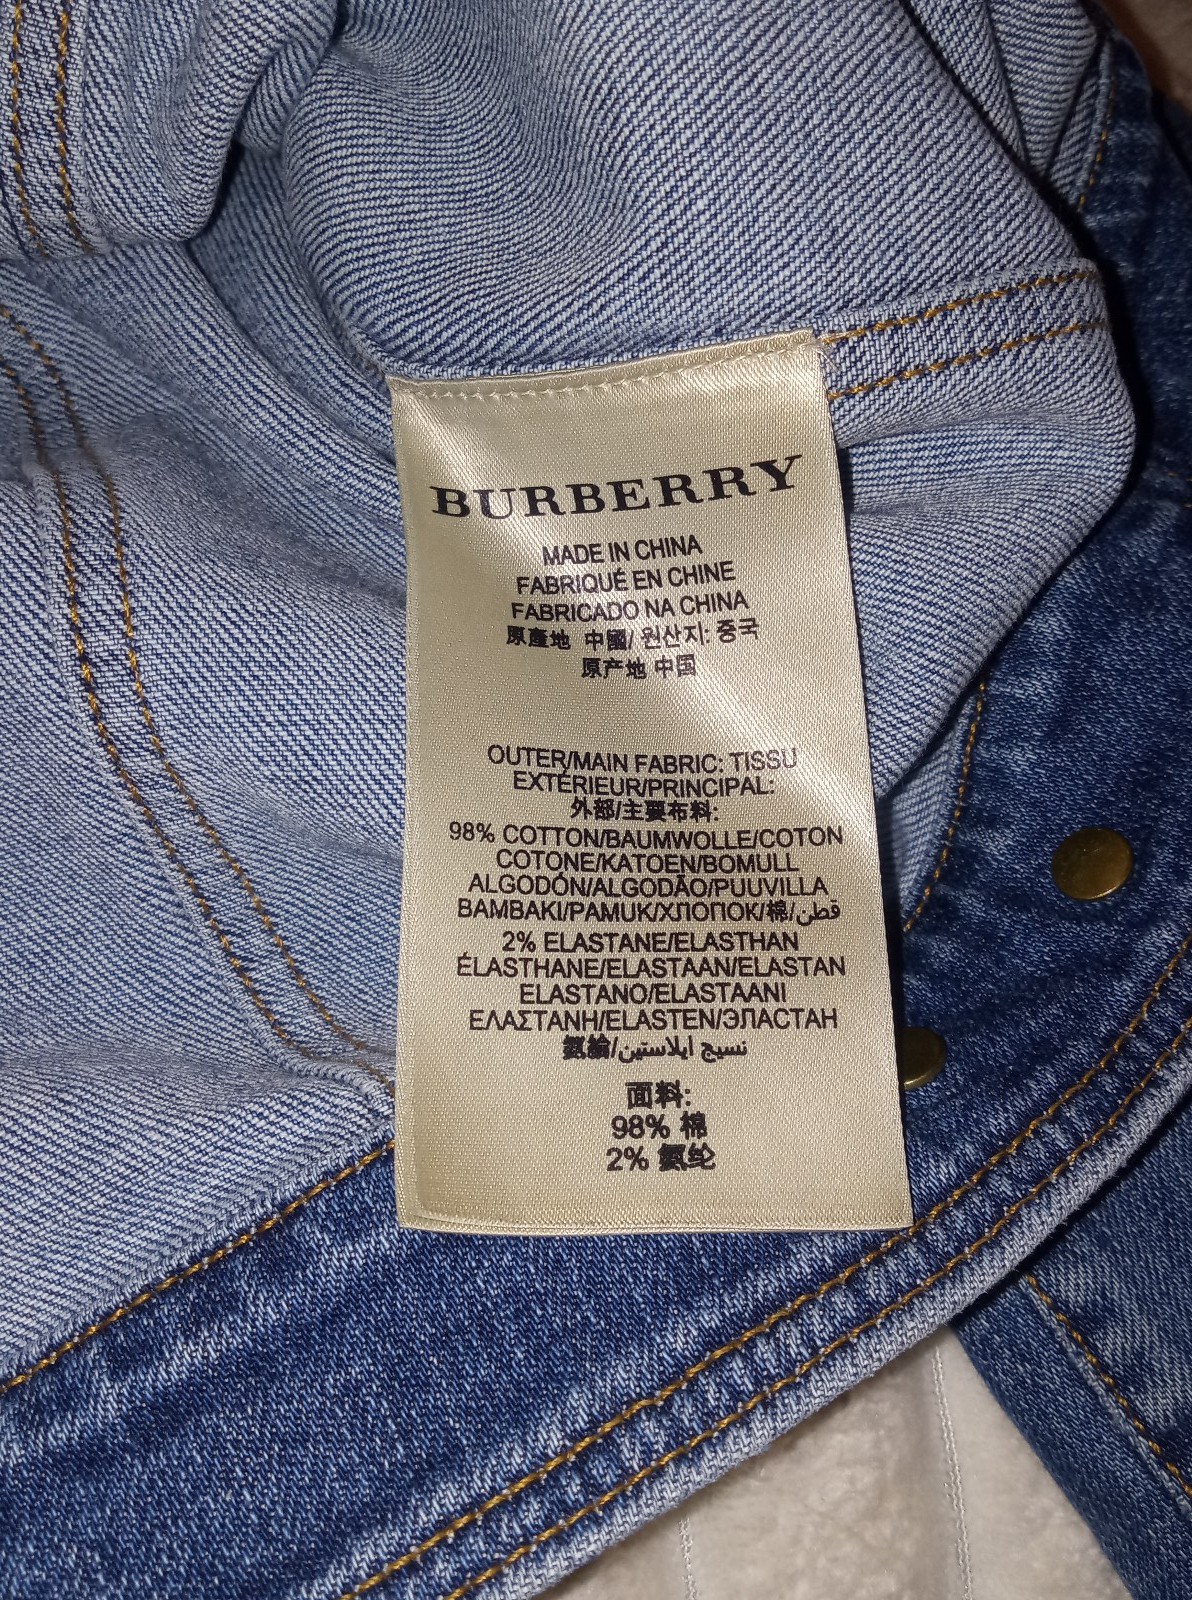 BURBERRY
MADE IN CHINA
FABRIQUÉ EN CHINE
FABRICADO NA CHINA
原產地 中國/ 원산지: 중국
原产地 中国
OUTER/MAIN FABRIC: TISSU
EXTÉRIEUR/PRINCIPAL:
外部/主要布料:
98% COTTON/BAUMWOLLE/COTON
COTONE/KATOEN/BOMULL
ALGODÓN/ALGODÃO/PUUVILLA
BAMBAKI/PAMUK/ХЛОПОК/棉/قطن
2% ELASTANE/ELASTHAN
ÉLASTHANE/ELASTAAN/ELASTAN
ELASTANO/ELASTAANI
ΕΛΑΣΤΑΝΗ/ELASTEN/ЭЛАСТАН
氨綸/نسيج ايلاستين
面料:
98% 棉
2% 氨纶